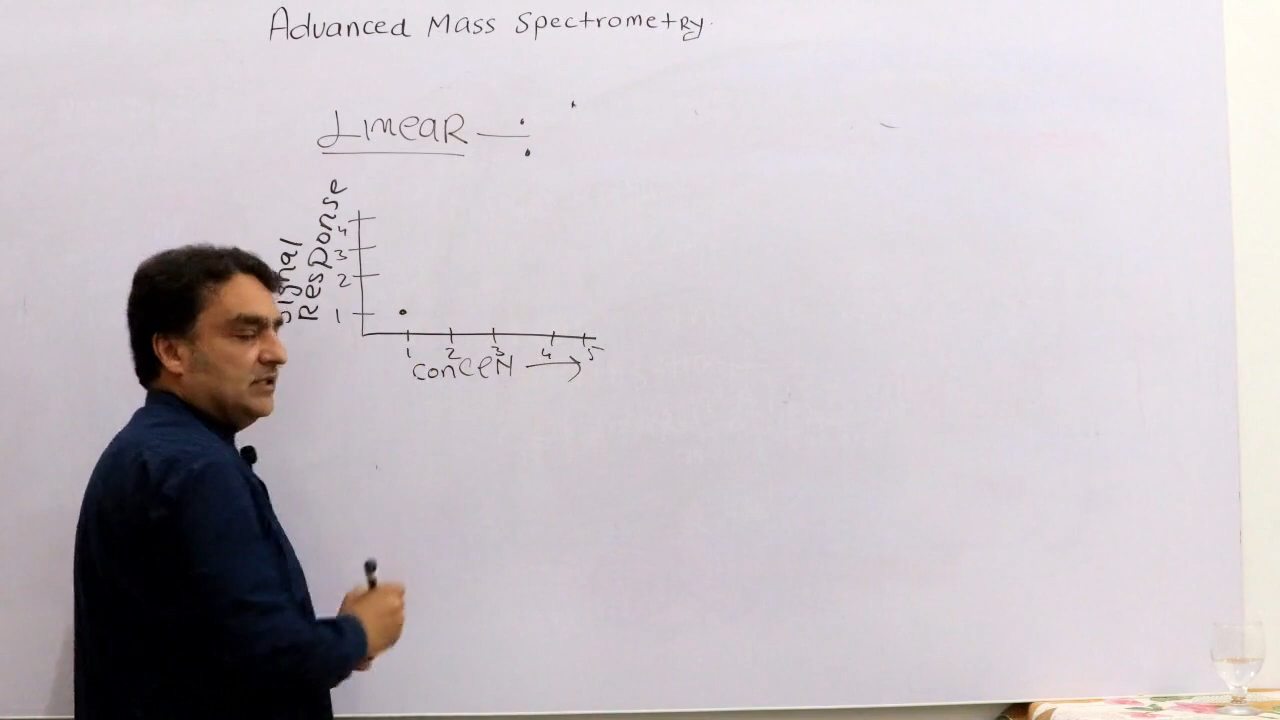 Advanced Mass Spectrometry.
Linear — :
Signal
Response
4
3
2
1
1 2 3 4 5
concen →